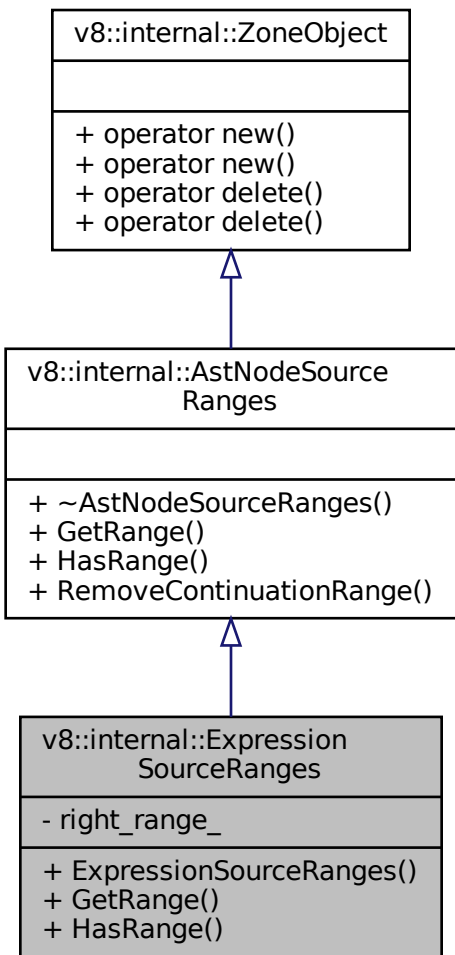 v8::internal::ZoneObject
+ operator new()
+ operator new()
+ operator delete()
+ operator delete()
v8::internal::AstNodeSource
Ranges
+ ~AstNodeSourceRanges()
+ GetRange()
+ HasRange()
+ RemoveContinuationRange()
v8::internal::Expression
SourceRanges
- right_range_
+ ExpressionSourceRanges()
+ GetRange()
+ HasRange()